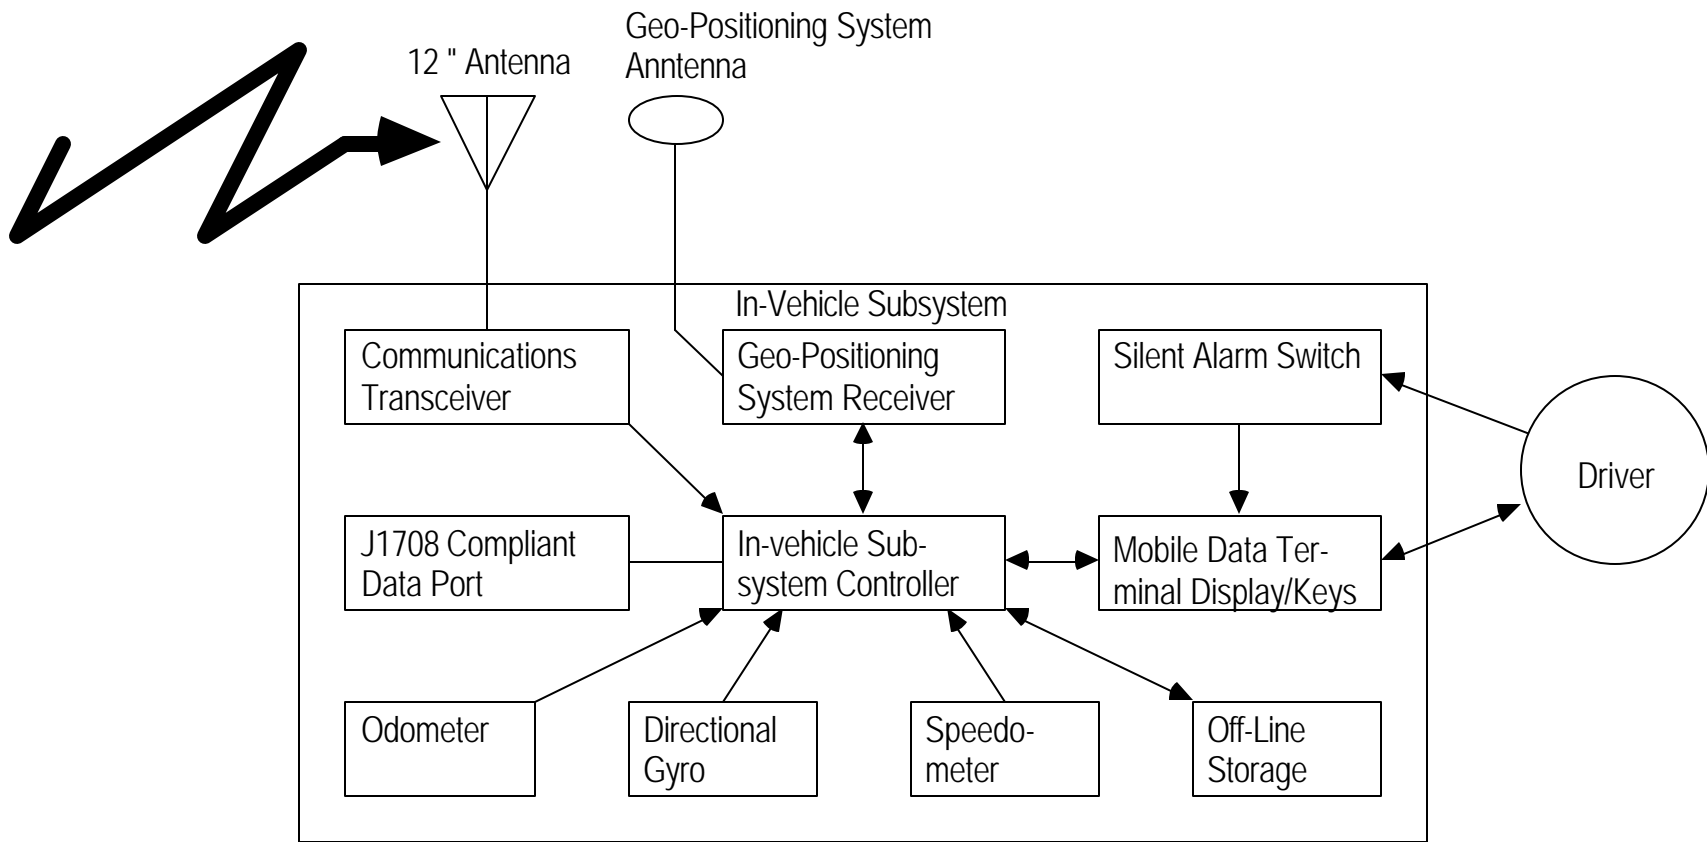 Geo-Positioning System
Anntenna
12 " Antenna
In-Vehicle Subsystem
Communications
Transceiver
Geo-Positioning
System Receiver
Silent Alarm Switch
Driver
J1708 Compliant
Data Port
In-vehicle Sub-
system Controller
Mobile Data Ter-
minal Display/Keys
Odometer
Directional
Gyro
Speedo-
meter
Off-Line
Storage